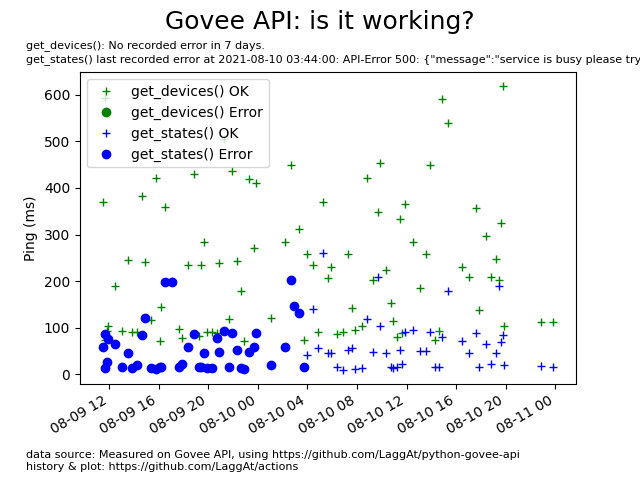 Govee API: is it working?
get_devices(): No recorded error in 7 days.
get_states() last recorded error at 2021-08-10 03:44:00: API-Error 500: {"message":"service is busy please try
get_devices() OK
get_devices() Error
get_states() OK
get_states() Error
Ping (ms)
600
500
400
300
200
100
0
08-09 12
08-09 16
08-09 20
08-10 00
08-10 04
08-10 08
08-10 12
08-10 16
08-10 20
08-11 00
data source: Measured on Govee API, using https://github.com/LaggAt/python-govee-api
history & plot: https://github.com/LaggAt/actions